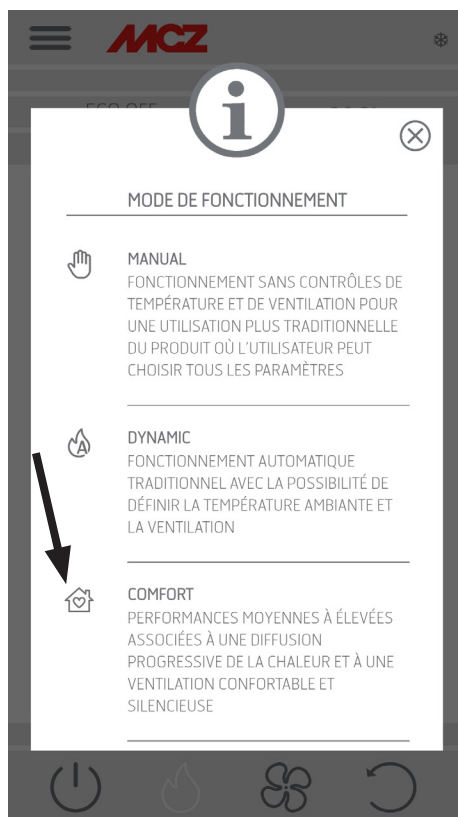 MCZ
ECO OFF
i
MODE DE FONCTIONNEMENT
MANUAL
FONCTIONNEMENT SANS CONTRÔLES DE
TEMPÉRATURE ET DE VENTILATION POUR
UNE UTILISATION PLUS TRADITIONNELLE
DU PRODUIT OÙ L'UTILISATEUR PEUT
CHOISIR TOUS LES PARAMÈTRES
A
DYNAMIC
FONCTIONNEMENT AUTOMATIQUE
TRADITIONNEL AVEC LA POSSIBILITÉ DE
DÉFINIR LA TEMPÉRATURE AMBIANTE ET
LA VENTILATION
COMFORT
PERFORMANCES MOYENNES À ÉLEVÉES
ASSOCIÉES À UNE DIFFUSION
PROGRESSIVE DE LA CHALEUR ET À UNE
VENTILATION CONFORTABLE ET
SILENCIEUSE